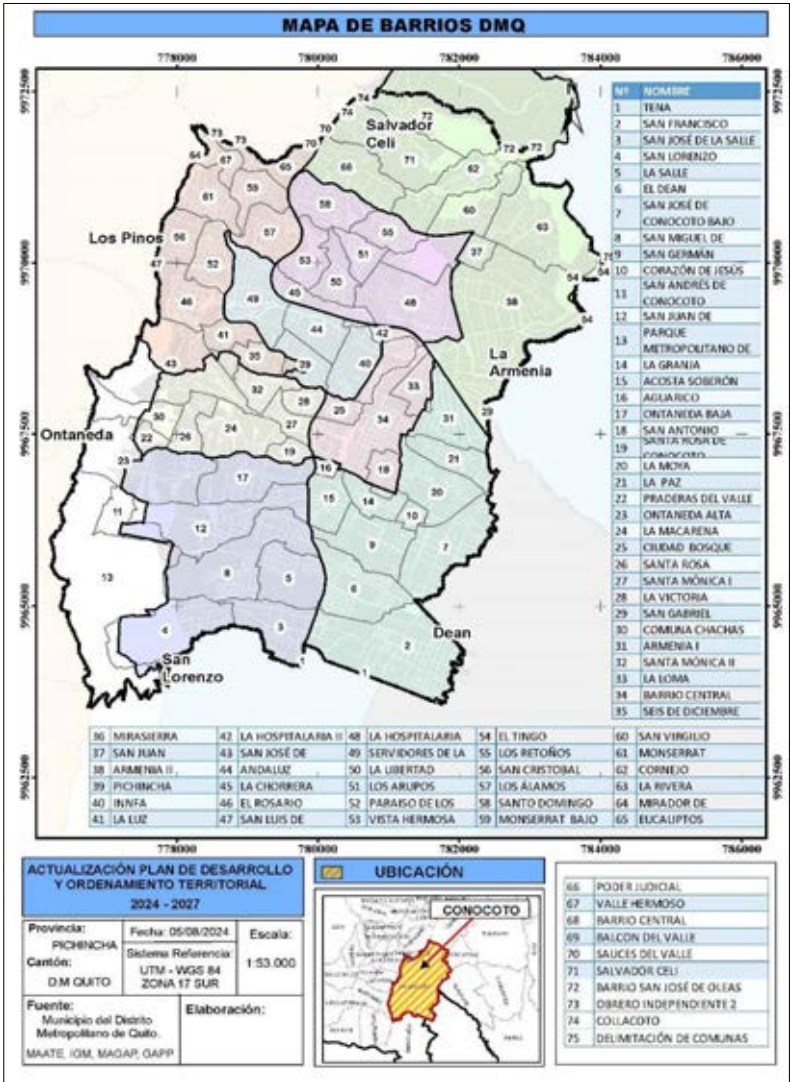 MAPA DE BARRIOS DMQ
778000 780000 782000 784000 786000
9972500
9970000
9967500
9965000
9962500
Salvador
Celi
Los Pinos
La
Armenia
Ontaneda
Dean
San
Lorenzo
Nº NOMBRE
1 TENA
2 SAN FRANCISCO
3 SAN JOSÉ DE LA SALLE
4 SAN LORENZO
5 LA SALLE
6 EL DEAN
7 SAN JOSÉ DE
CONOCOTO BAJO
8 SAN MIGUEL DE
9 SAN GERMÁN
10 CORAZÓN DE JESÚS
11 SAN ANDRÉS DE
CONOCOTO
12 SAN JUAN DE
13 PARQUE
METROPOLITANO DE
14 LA GRANJA
15 ACOSTA SOBERÓN
16 AGUARICO
17 ONTANEDA BAJA
18 SAN ANTONIO
19 SANTA ROSA DE
CONOCOTO
20 LA MOYA
21 LA PAZ
22 PRADERAS DEL VALLE
23 ONTANEDA ALTA
24 LA MACARENA
25 CIUDAD BOSQUE
26 SANTA ROSA
27 SANTA MÓNICA I
28 LA VICTORIA
29 SAN GABRIEL
30 COMUNA CHACHAS
31 ARMENIA I
32 SANTA MÓNICA II
33 LA LOMA
34 BARRIO CENTRAL
35 SEIS DE DICIEMBRE
36 MIRASIERRA 42 LA HOSPITALARIA II 48 LA HOSPITALARIA 54 EL TINGO 60 SAN VIRGILIO
37 SAN JUAN 43 SAN JOSÉ DE 49 SERVIDORES DE LA 55 LOS RETOÑOS 61 MONSERRAT
38 ARMENIA II 44 ANDALUZ 50 LA LIBERTAD 56 SAN CRISTOBAL 62 CORNEJO
39 PICHINCHA 45 LA CHORRERA 51 LOS ARUPOS 57 LOS ÁLAMOS 63 LA RIVERA
40 INNFA 46 EL ROSARIO 52 PARAISO DE LOS 58 SANTO DOMINGO 64 MIRADOR DE
41 LA LUZ 47 SAN LUIS DE 53 VISTA HERMOSA 59 MONSERRAT BAJO 65 EUCALIPTOS
778000 780000 782000 784000 786000
ACTUALIZACIÓN PLAN DE DESARROLLO
Y ORDENAMIENTO TERRITORIAL
2024 - 2027
Provincia:
PICHINCHA
Cantón:
D.M QUITO
Fecha: 05/08/2024
Sistema Referencia:
UTM - WGS 84
ZONA 17 SUR
Escala:
1:53.000
Fuente:
Municipio del Distrito
Metropolitano de Quito.
MAATE, IGM, MAGAP, GAPP
Elaboración:
UBICACIÓN
CONOCOTO
66 PODER JUDICIAL
67 VALLE HERMOSO
68 BARRIO CENTRAL
69 BALCON DEL VALLE
70 SAUCES DEL VALLE
71 SALVADOR CELI
72 BARRIO SAN JOSÉ DE OLEAS
73 OBRERO INDEPENDIENTE 2
74 COLLACOTO
75 DELIMITACIÓN DE COMUNAS